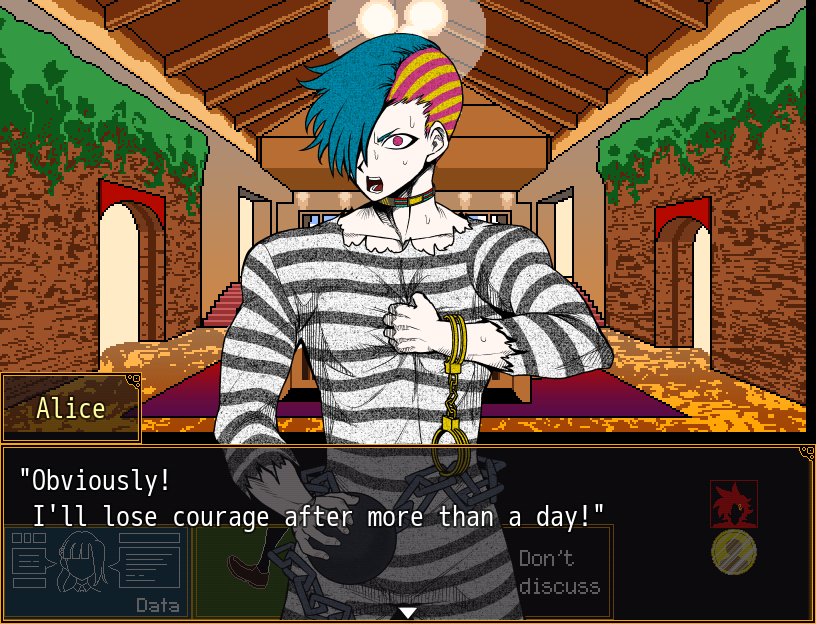 Alice
"Obviously!
I'll lose courage after more than a day!"
Data
Don't
discuss